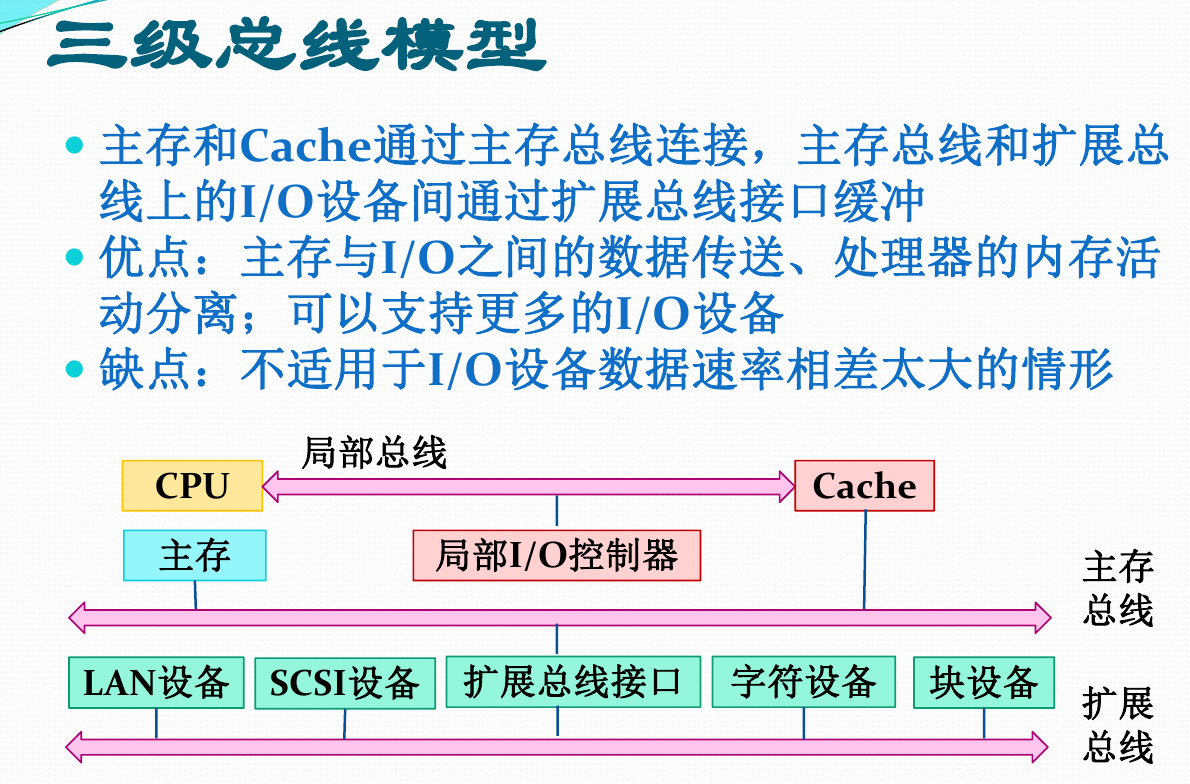 三级总线模型
主存和Cache通过主存总线连接，主存总线和扩展总
线上的I/O设备间通过扩展总线接口缓冲
优点：主存与I/O之间的数据传送、处理器的内存活
动分离；可以支持更多的I/O设备
缺点：不适用于I/O设备数据速率相差太大的情形
局部总线
CPU
Cache
主存
局部I/O控制器
主存
总线
LAN设备
SCSI设备
扩展总线接口
字符设备
块设备
扩展
总线